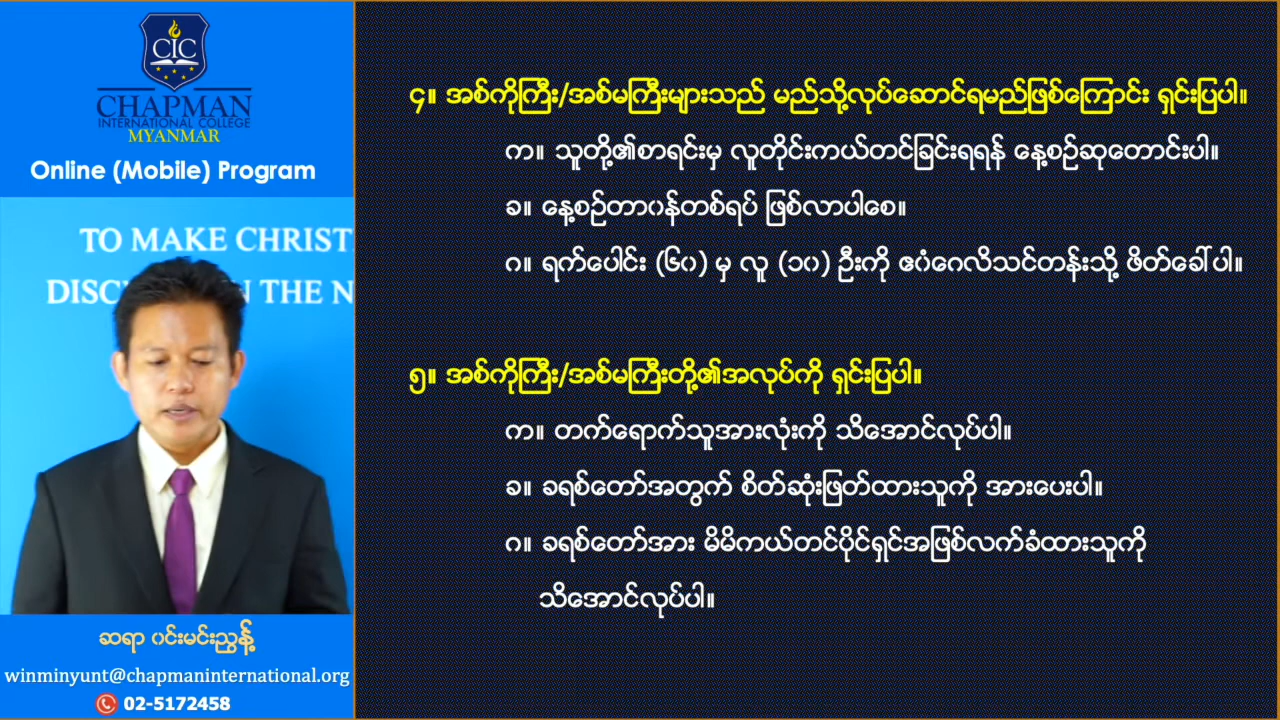 CIC
CHAPMAN
INTERNATIONAL COLLEGE
MYANMAR
Online (Mobile) Program
TO MAKE CHRIST
DISC N THE N
ဆရာ ဝင်းမင်းညွန့်
winminyunt@chapmaninternational.org
02-5172458
၄။ အစ်ကိုကြီး/အစ်မကြီးများသည် မည်သို့လုပ်ဆောင်ရမည်ဖြစ်ကြောင်း ရှင်းပြပါ။
က။ သူတို့၏စာရင်းမှ လူတိုင်းကယ်တင်ခြင်းရရန် နေ့စဉ်ဆုတောင်းပါ။
ခ။ နေ့စဉ်တာဝန်တစ်ရပ် ဖြစ်လာပါစေ။
ဂ။ ရက်ပေါင်း (၆၀) မှ လူ (၁၀) ဦးကို ဧဝံဂေလိသင်တန်းသို့ ဖိတ်ခေါ်ပါ။
၅။ အစ်ကိုကြီး/အစ်မကြီးတို့၏အလုပ်ကို ရှင်းပြပါ။
က။ တက်ရောက်သူအားလုံးကို သိအောင်လုပ်ပါ။
ခ။ ခရစ်တော်အတွက် စိတ်ဆုံးဖြတ်ထားသူကို အားပေးပါ။
ဂ။ ခရစ်တော်အား မိမိကယ်တင်ပိုင်ရှင်အဖြစ်လက်ခံထားသူကို
သိအောင်လုပ်ပါ။